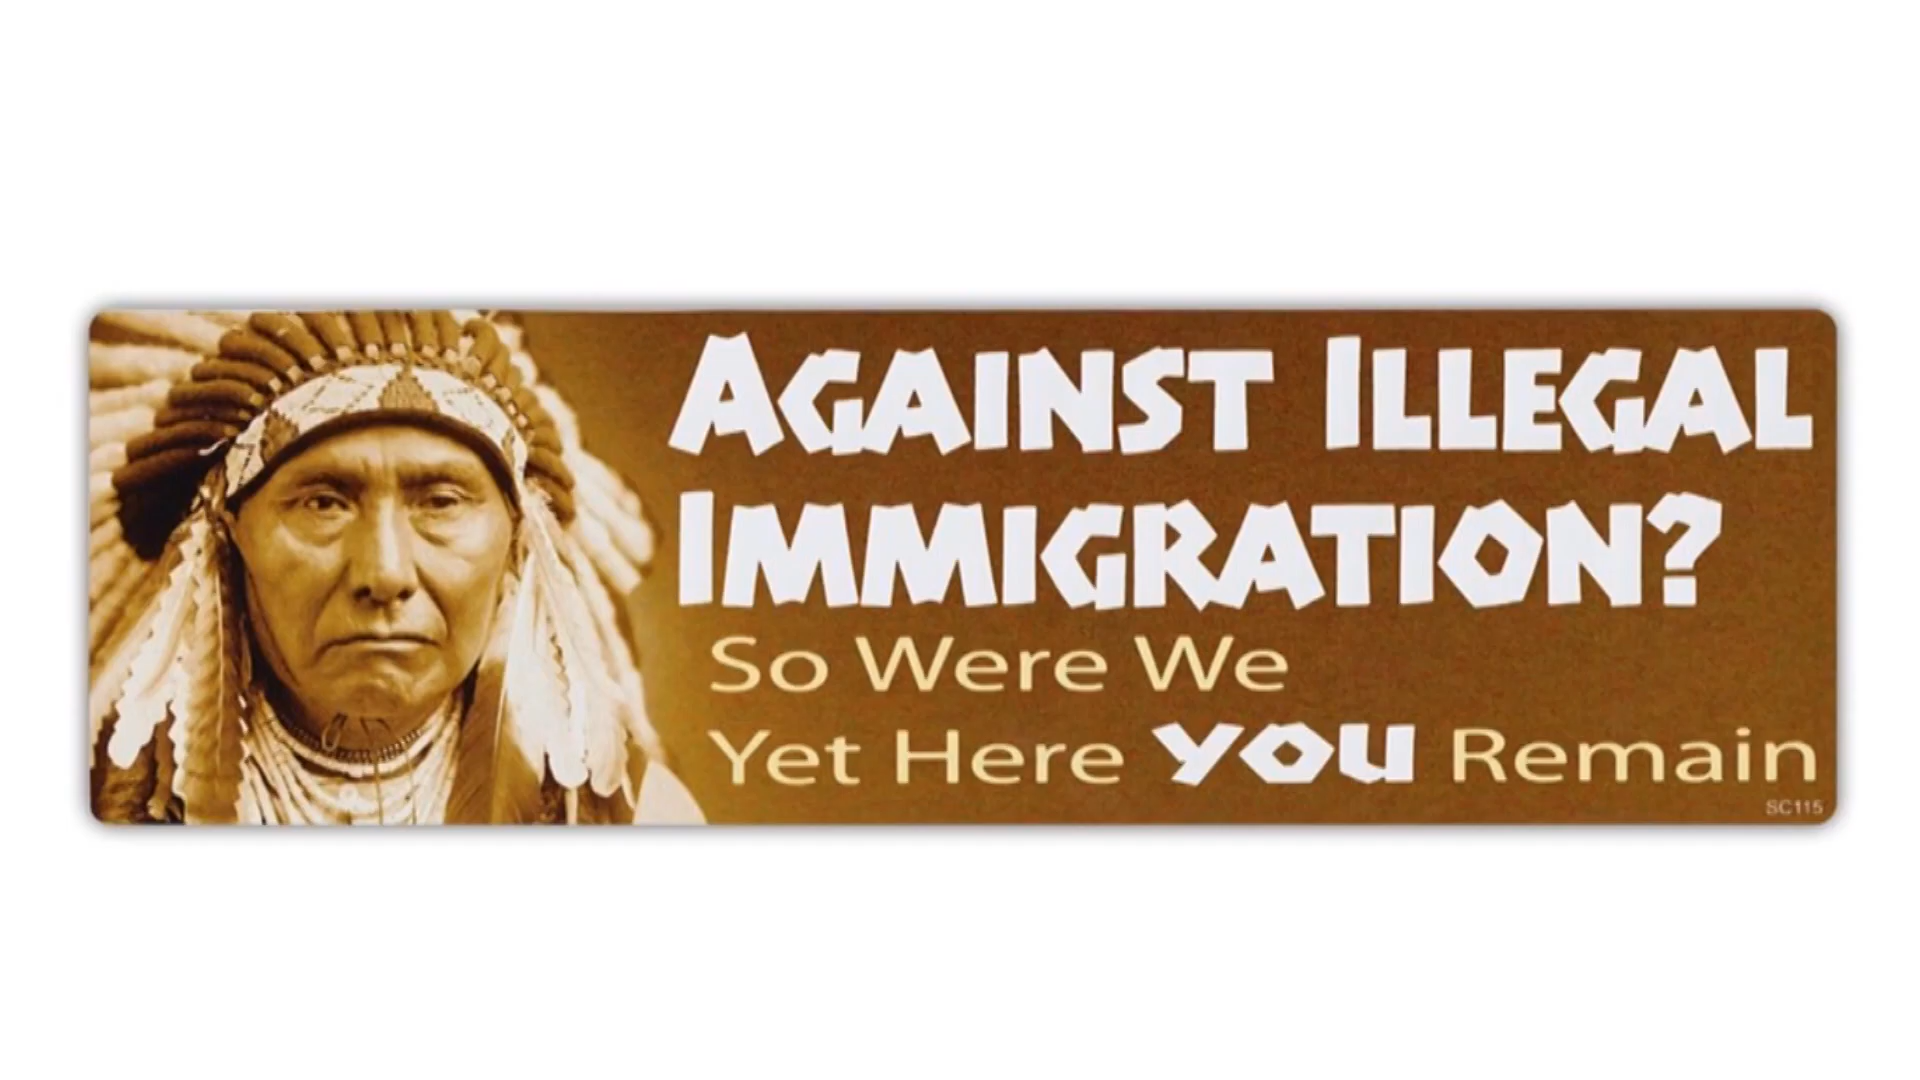 Against Illegal
Immigration?
So Were We
Yet Here YOU Remain
SC115